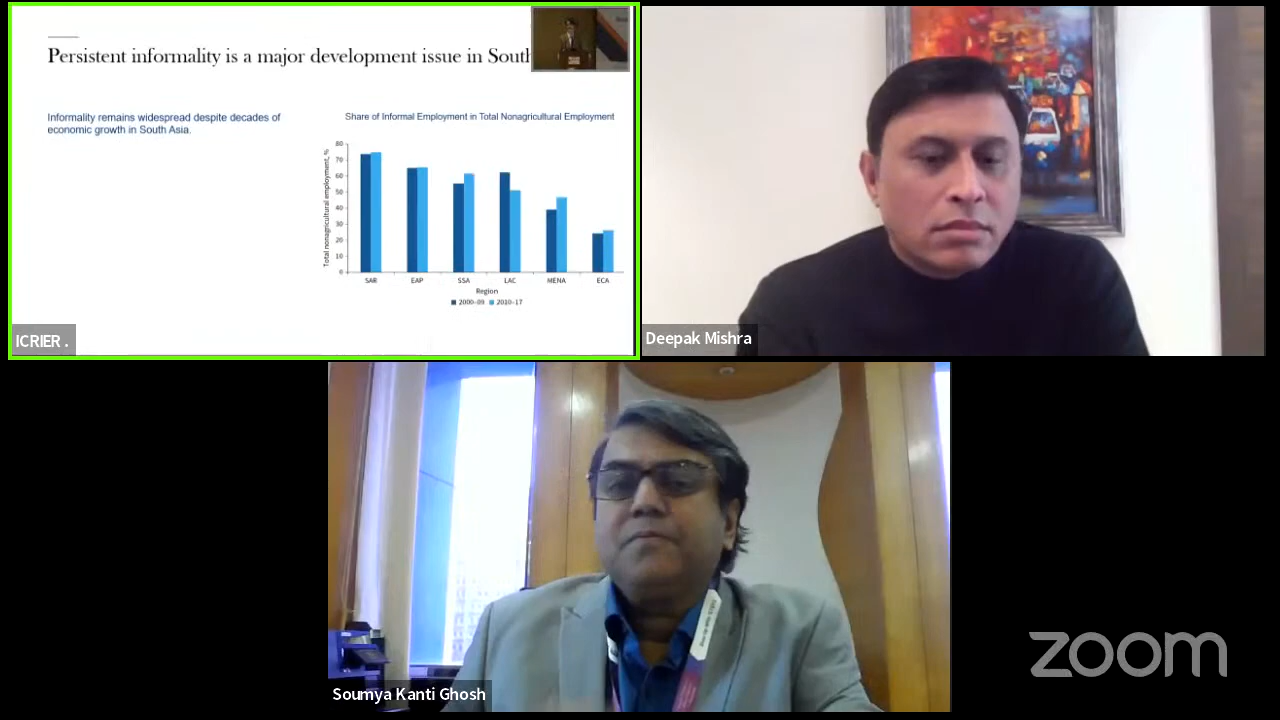 Persistent informality is a major development issue in South
Informality remains widespread despite decades of
economic growth in South Asia.
Share of Informal Employment in Total Nonagricultural Employment
Total nonagricultural employment, %
80
70
60
50
40
30
20
10
0
SAR EAP SSA LAC MENA ECA
Region
2000–09 2010–17
ICRIER .
Deepak Mishra
Soumya Kanti Ghosh
zoom